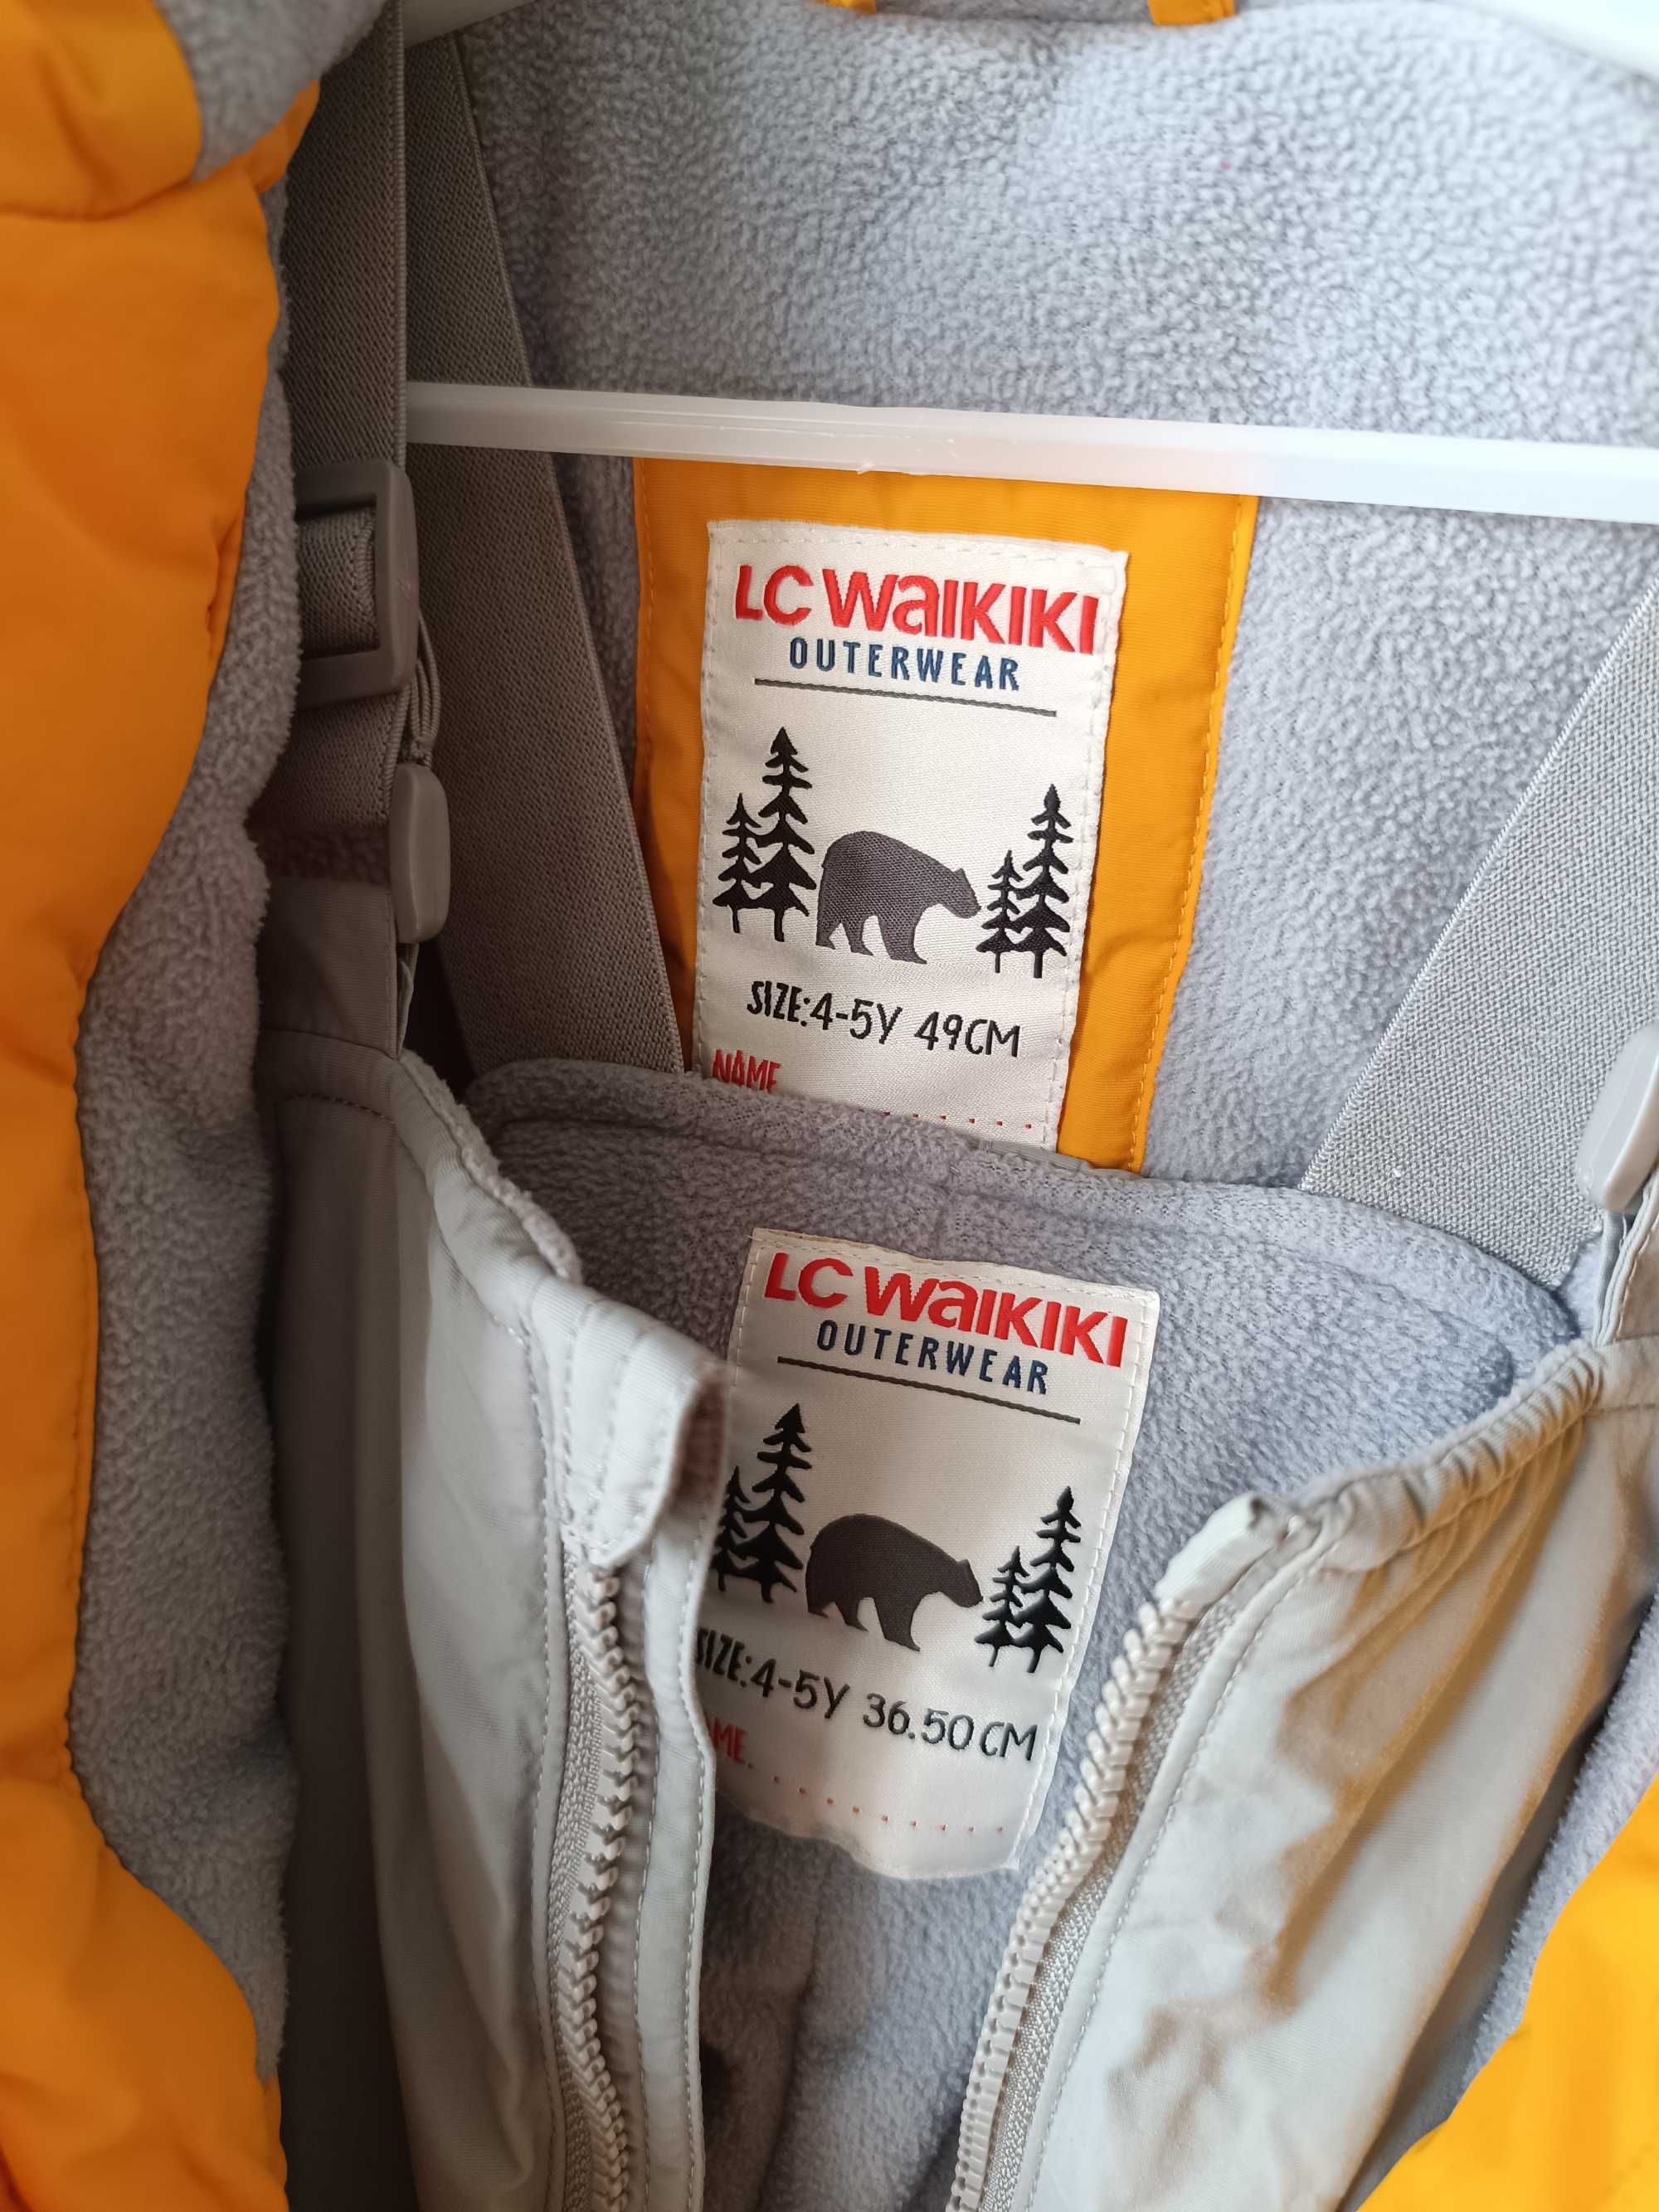 LC WAIKIKI
OUTERWEAR
SIZE:4-5Y 49CM
NAME
LC WAIKIKI
OUTERWEAR
SIZE:4-5Y 36.50CM